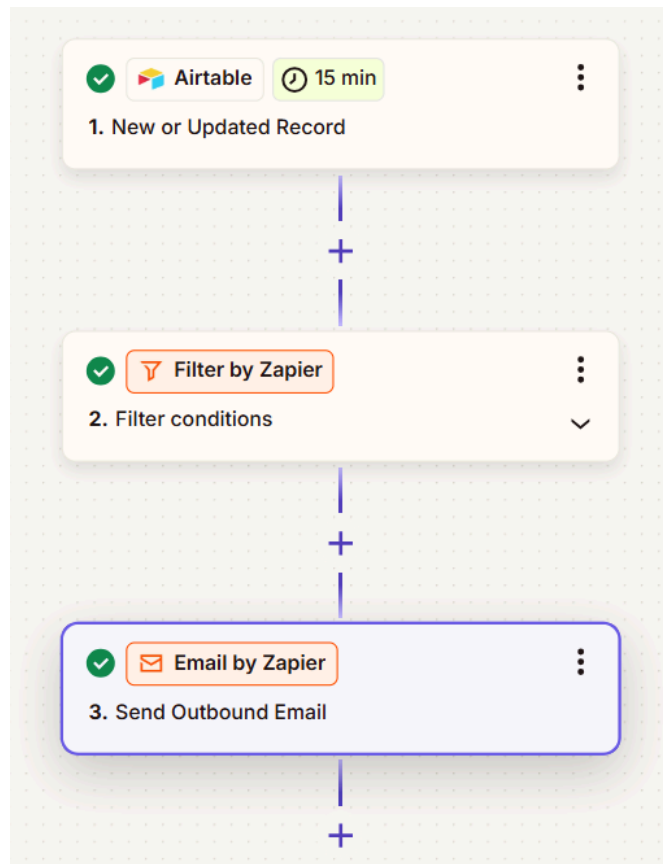 Airtable 15 min
1. New or Updated Record
Filter by Zapier
2. Filter conditions
Email by Zapier
3. Send Outbound Email